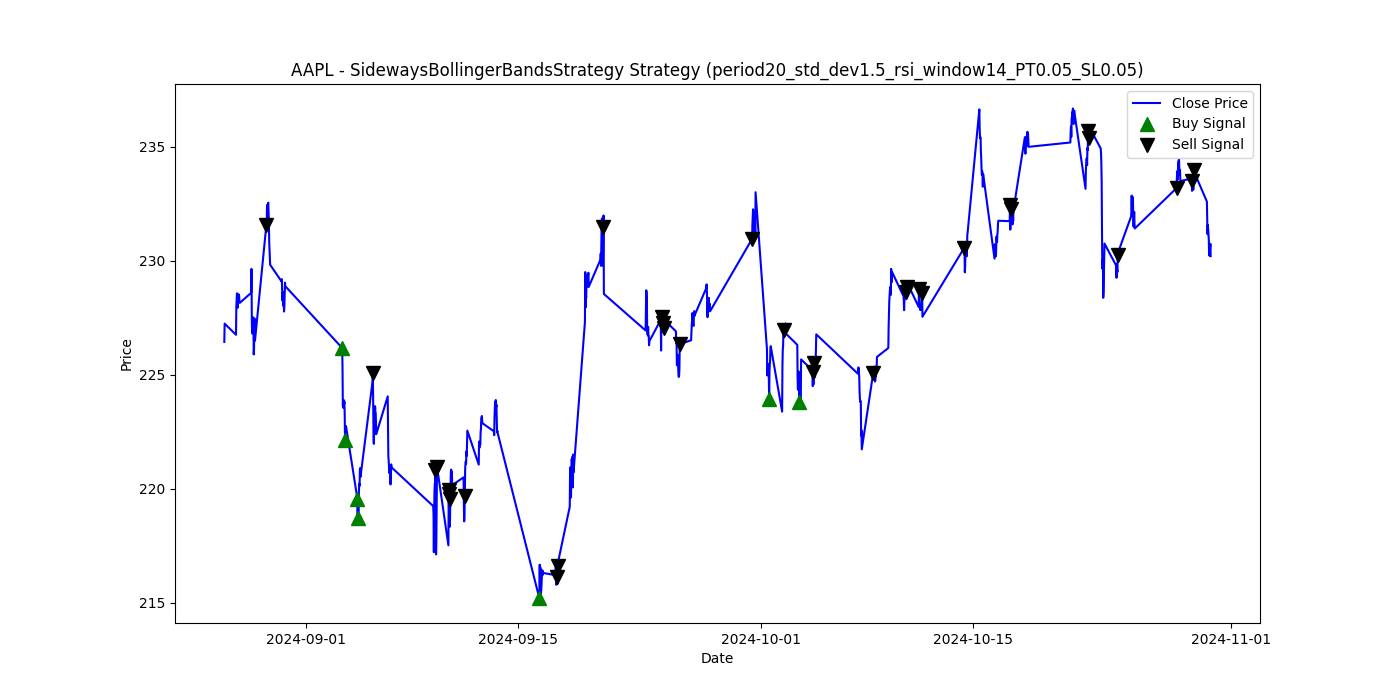 AAPL - SidewaysBollingerBandsStrategy Strategy (period20_std_dev1.5_rsi_window14_PT0.05_SL0.05)
Close Price
Buy Signal
Sell Signal
235
230
225
220
215
Price
2024-09-01
2024-09-15
2024-10-01
2024-10-15
2024-11-01
Date